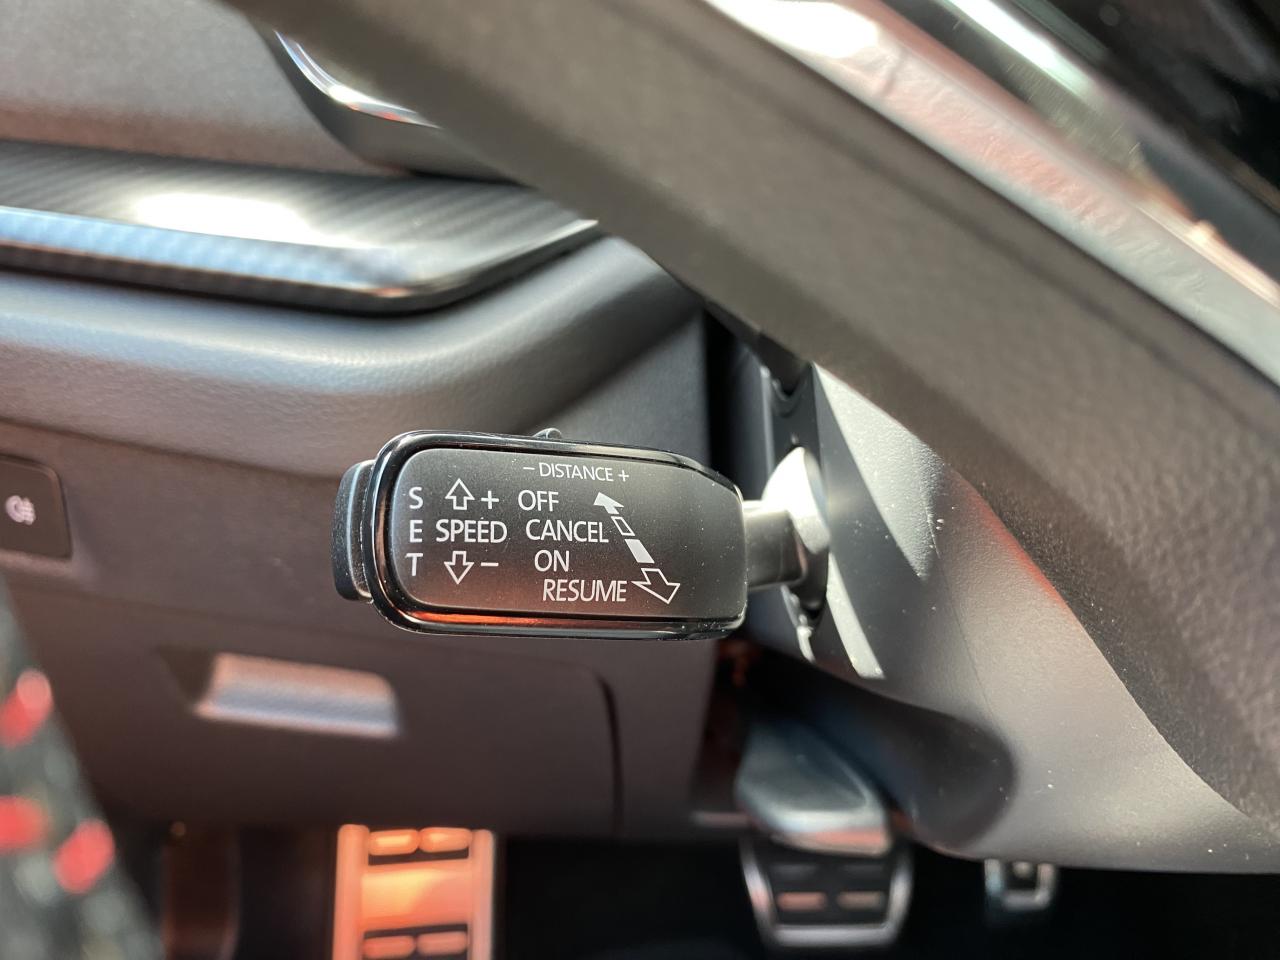 − DISTANCE +
S + OFF
E SPEED CANCEL
T − ON
RESUME